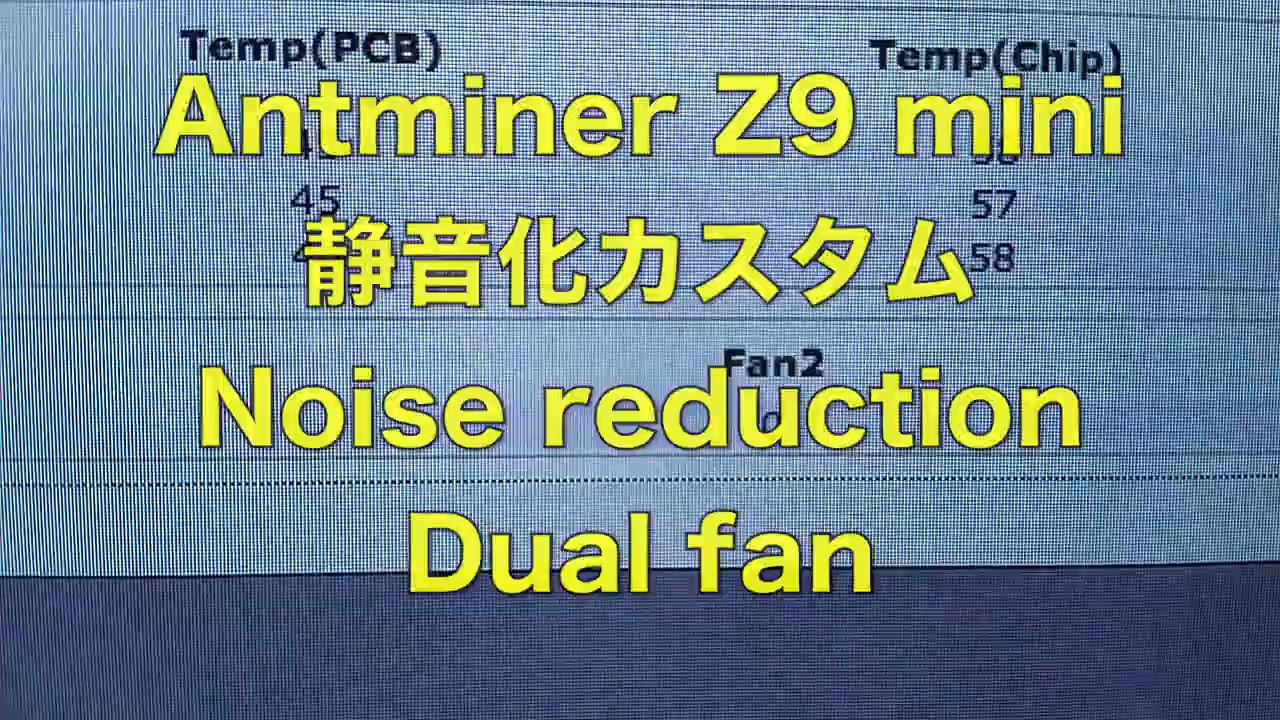 Temp(PCB) Temp(Chip)
Antminer Z9 mini
45 57
静音化カスタム
58
Fan2
Noise reduction
Dual fan